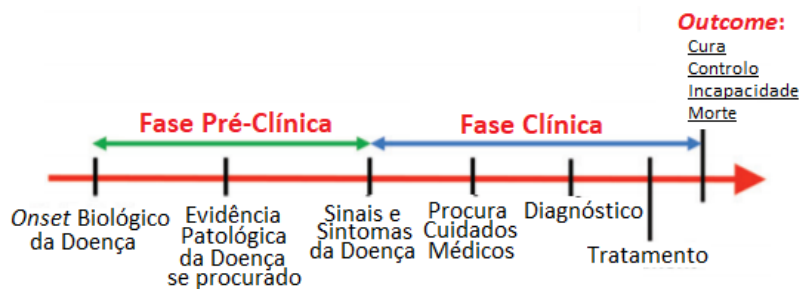 Outcome:
Cura
Controlo
Incapacidade
Morte
Fase Pré-Clínica
Fase Clínica
Onset Biológico
da Doença
Evidência
Patológica
da Doença
se procurado
Sinais e
Sintomas
da Doença
Procura
Cuidados
Médicos
Diagnóstico
Tratamento